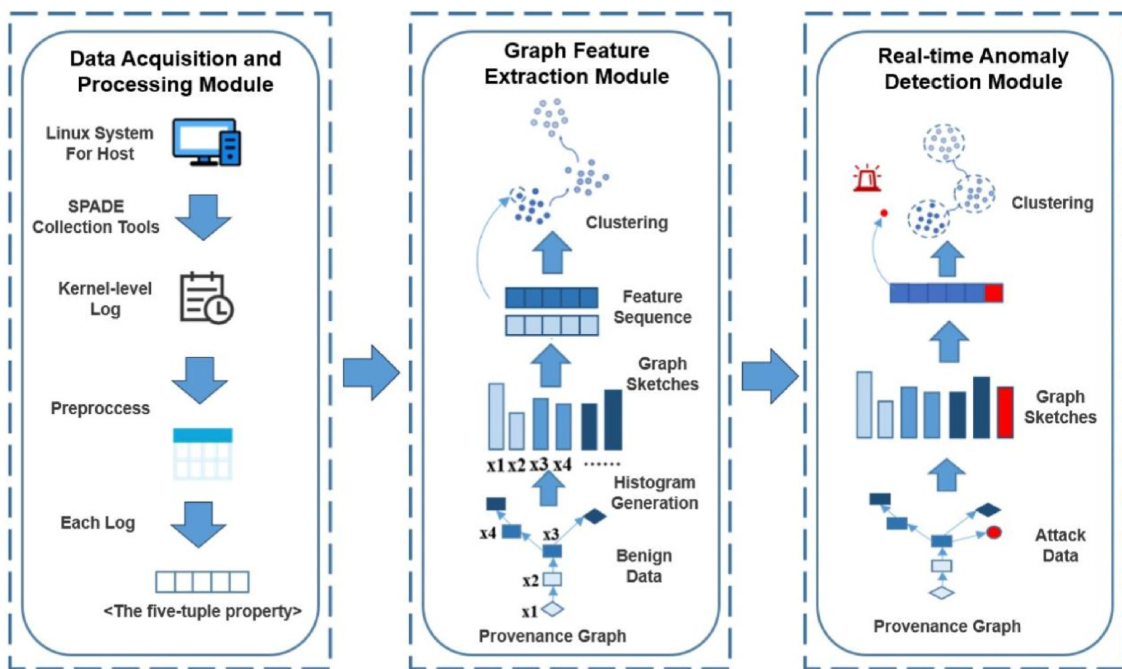 Data Acquisition and
Processing Module
Linux System
For Host
SPADE
Collection Tools
Kernel-level
Log
Preproccess
Each Log
<The five-tuple property>
Graph Feature
Extraction Module
Clustering
Feature
Sequence
Graph
Sketches
x1 x2 x3 x4 ......
Histogram
Generation
x4 x3
Benign
Data
x2
x1
Provenance Graph
Real-time Anomaly
Detection Module
Clustering
Graph
Sketches
Attack
Data
Provenance Graph